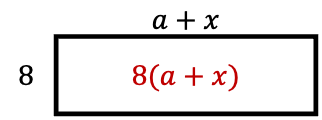 a + x
8 8(a + x)